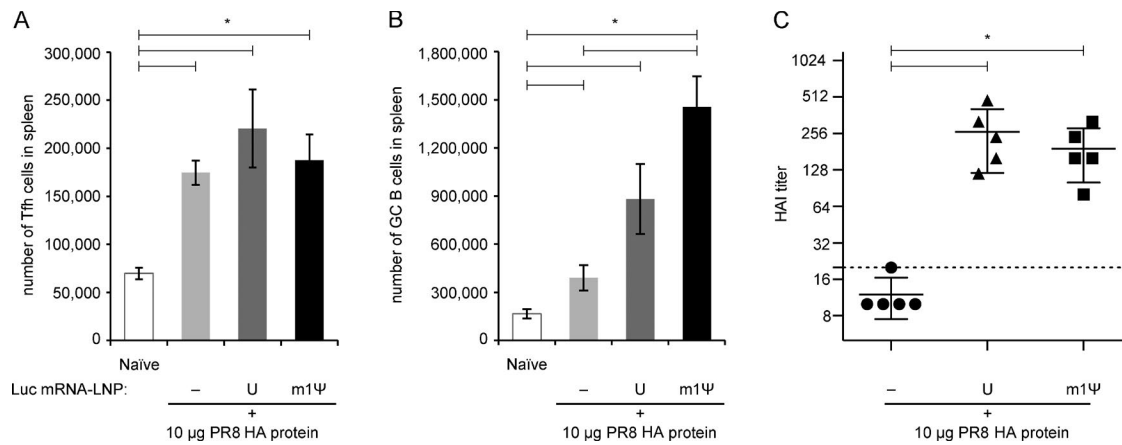 A
*
number of Tfh cells in spleen
300,000
250,000
200,000
150,000
100,000
50,000
0
Naïve
Luc mRNA-LNP:
–
U
m1Ψ
+
10 µg PR8 HA protein
B
*
number of GC B cells in spleen
1,800,000
1,500,000
1,200,000
900,000
600,000
300,000
0
Naïve
–
U
m1Ψ
+
10 µg PR8 HA protein
C
*
HAI titer
1024
512
256
128
64
32
16
8
–
U
m1Ψ
+
10 µg PR8 HA protein